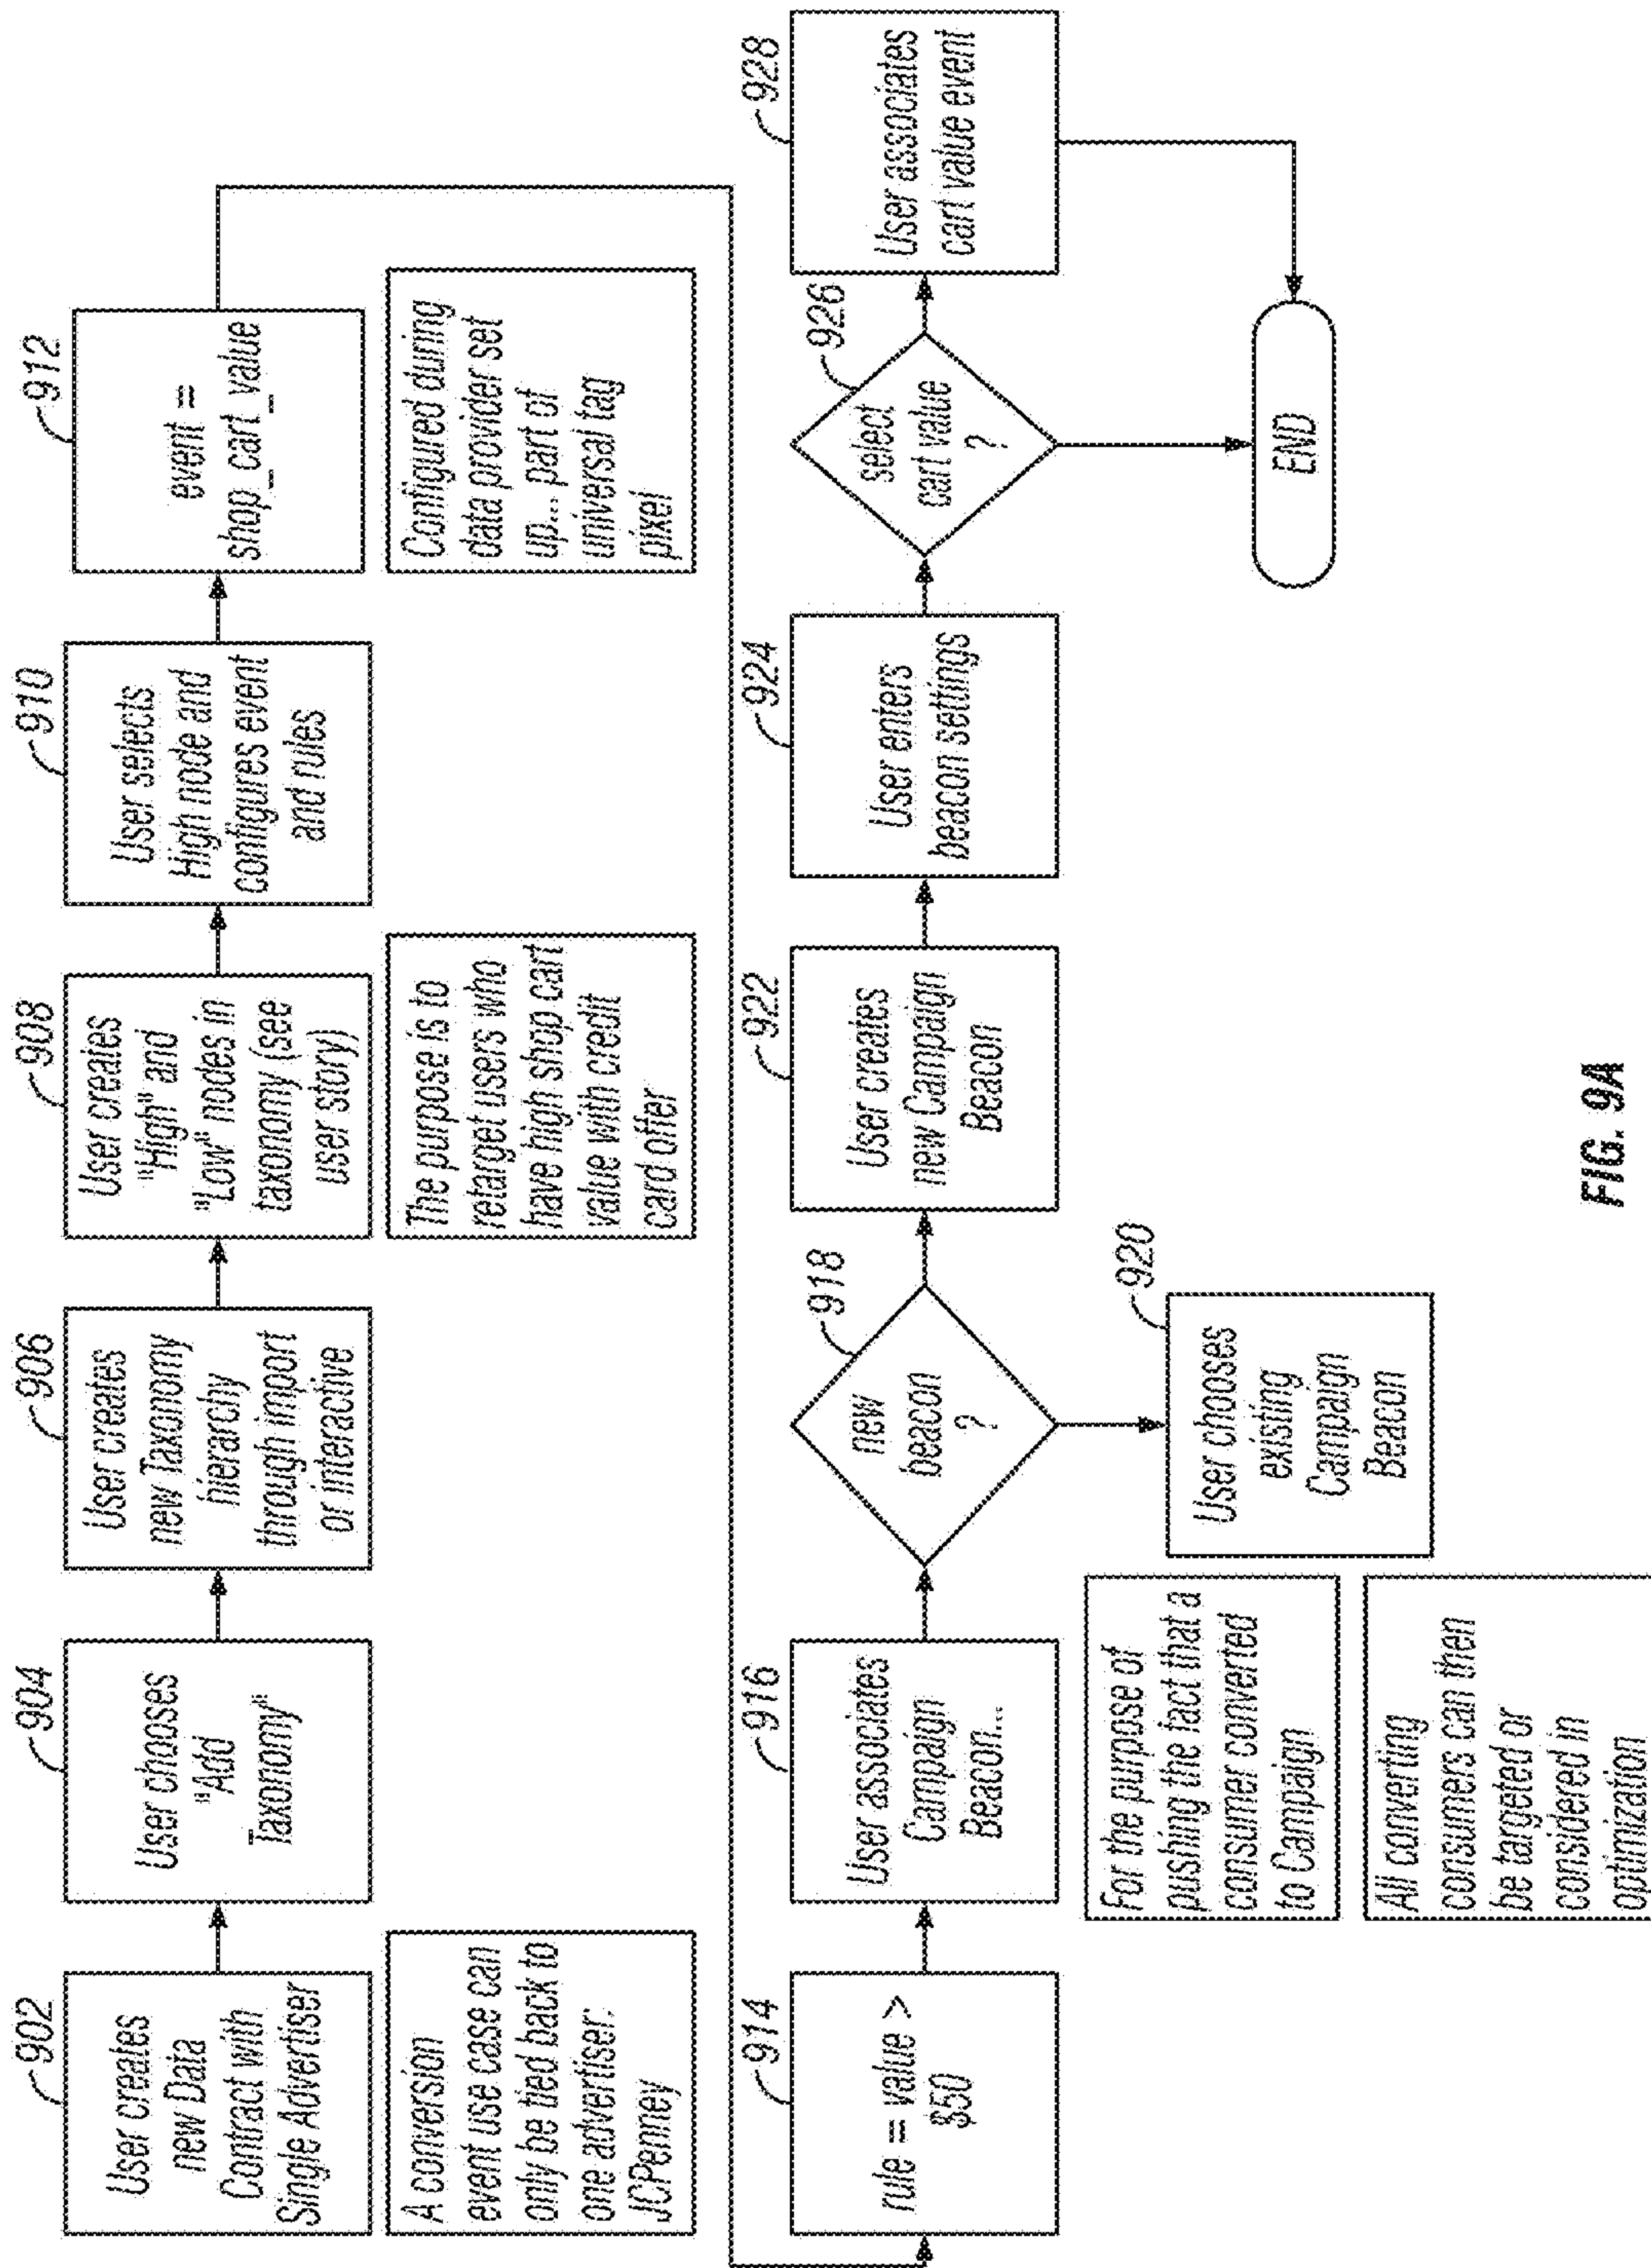 902
User creates
new Data
Contract with
Single Advertiser
A conversion
event use case can
only be tied back to
one advertiser.
JCPenney
904
User chooses
"Add
Taxonomy"
906
User creates
new Taxonomy
hierarchy
through import
or interactive
908
User creates
"High" and
"Low" nodes in
taxonomy (see
user story)
The purpose is to
retarget users who
have high shop cart
value with credit
card offer
910
User selects
High node and
configures event
and rules
912
event =
shop_cart_value
Configured during
data provider set
up... part of
universal tag
pixel
914
rule = value >
$50
916
User associates
Campaign
Beacon...
For the purpose of
pushing the fact that a
consumer converted
to Campaign
All converting
consumers can then
be targeted or
considered in
optimization
918
new
beacon
?
920
User chooses
existing
Campaign
Beacon
922
User creates
new Campaign
Beacon
924
User enters
beacon settings
926
select
cart value
?
928
User associates
cart value event
END
FIG. 9A